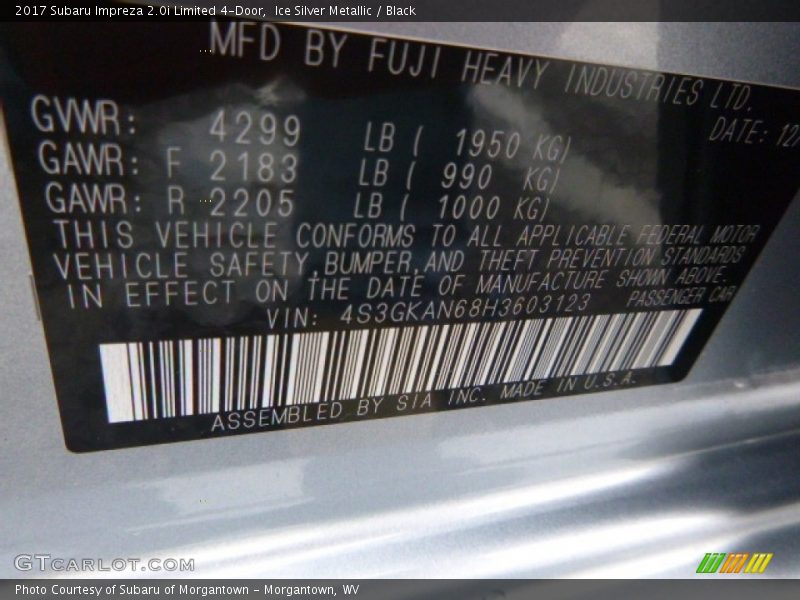 2017 Subaru Impreza 2.0i Limited 4-Door,  Ice Silver Metallic / Black
MFD BY FUJI HEAVY INDUSTRIES LTD.
GVWR: 4299 LB ( 1950 KG) DATE: 12/
GAWR: F 2183 LB ( 990 KG)
GAWR: R 2205 LB ( 1000 KG)
THIS VEHICLE CONFORMS TO ALL APPLICABLE FEDERAL MOTOR
VEHICLE SAFETY,BUMPER,AND THEFT PREVENTION STANDARDS
IN EFFECT ON THE DATE OF MANUFACTURE SHOWN ABOVE.
VIN: 4S3GKAN68H3603123 PASSENGER CAR
ASSEMBLED BY SIA INC. MADE IN U.S.A.
GTCARLOT.COM
Photo Courtesy of Subaru of Morgantown - Morgantown, WV